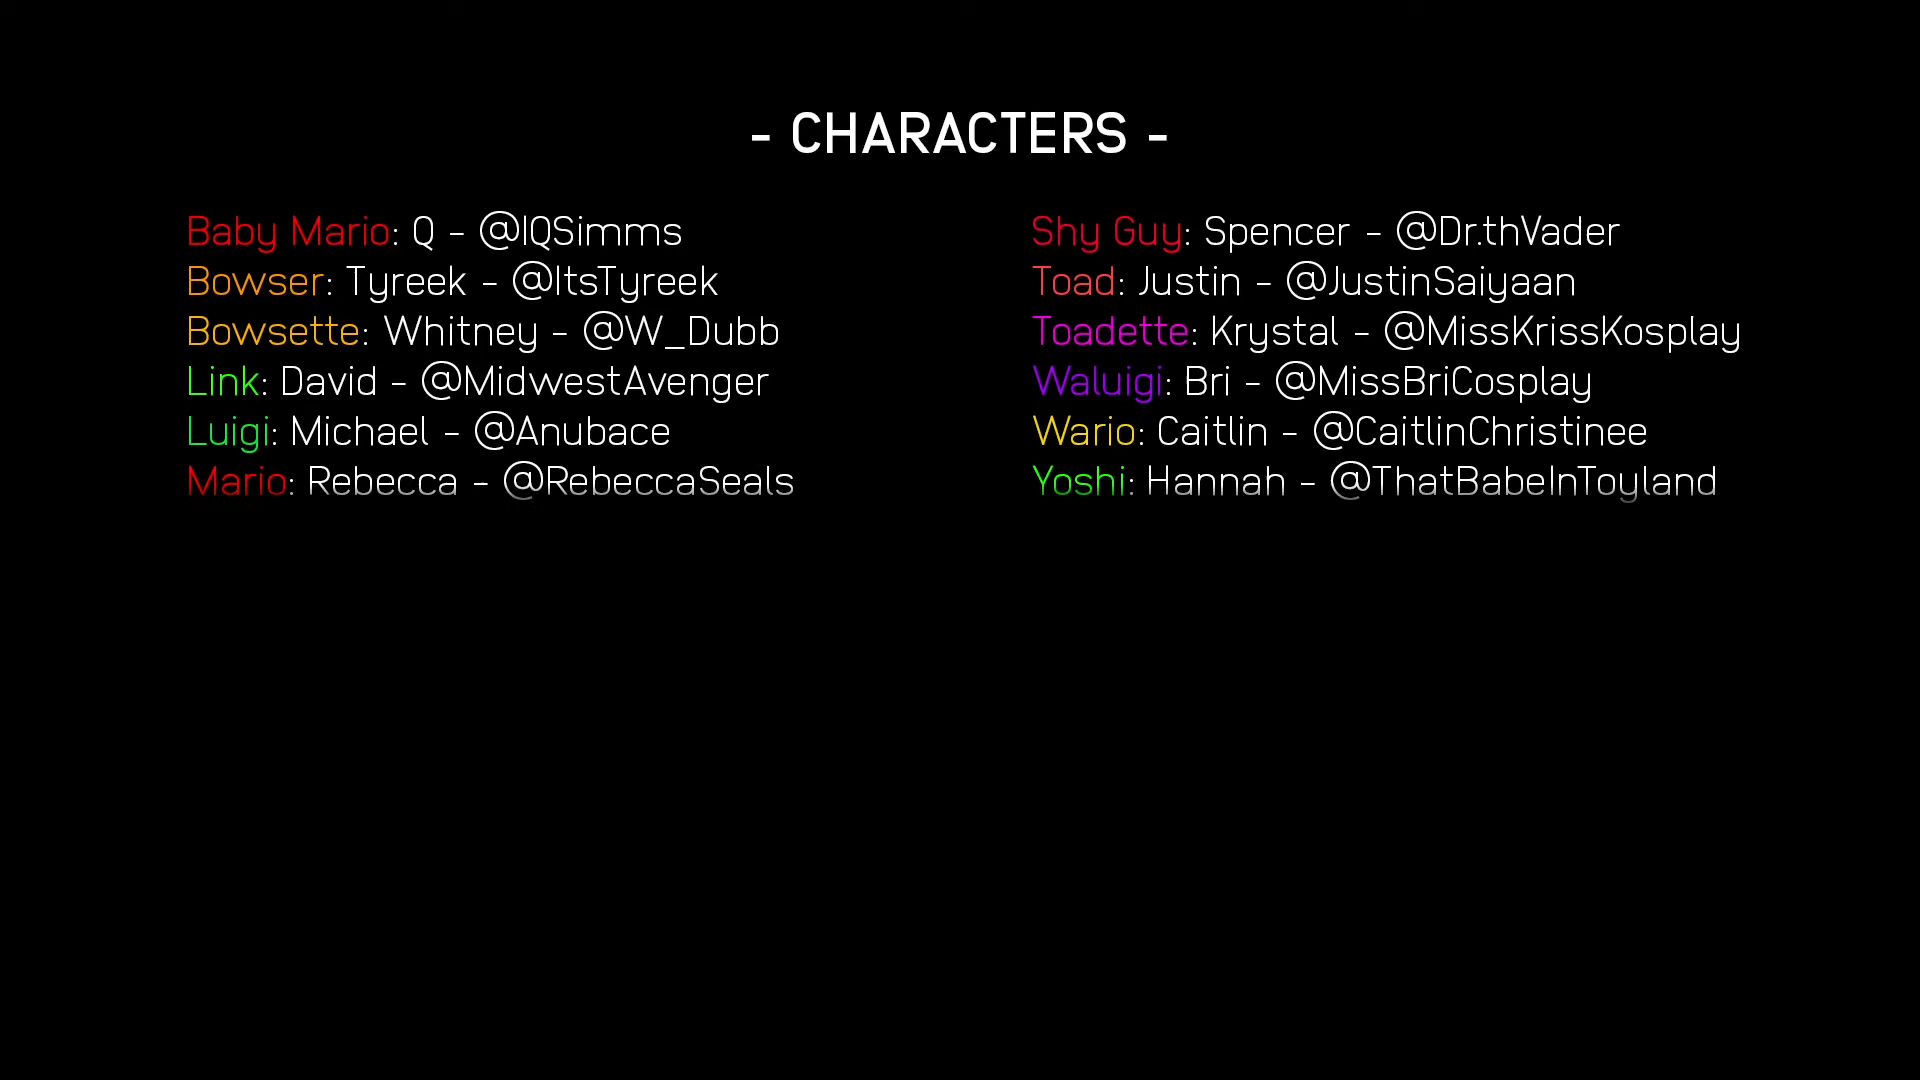 - CHARACTERS -
Baby Mario: Q - @IQSimms
Bowser: Tyreek - @ItsTyreek
Bowsette: Whitney - @W_Dubb
Link: David - @MidwestAvenger
Luigi: Michael - @Anubace
Mario: Rebecca - @RebeccaSeals
Shy Guy: Spencer - @Dr.thVader
Toad: Justin - @JustinSaiyaan
Toadette: Krystal - @MissKrissKosplay
Waluigi: Bri - @MissBriCosplay
Wario: Caitlin - @CaitlinChristinee
Yoshi: Hannah - @ThatBabeInToyland